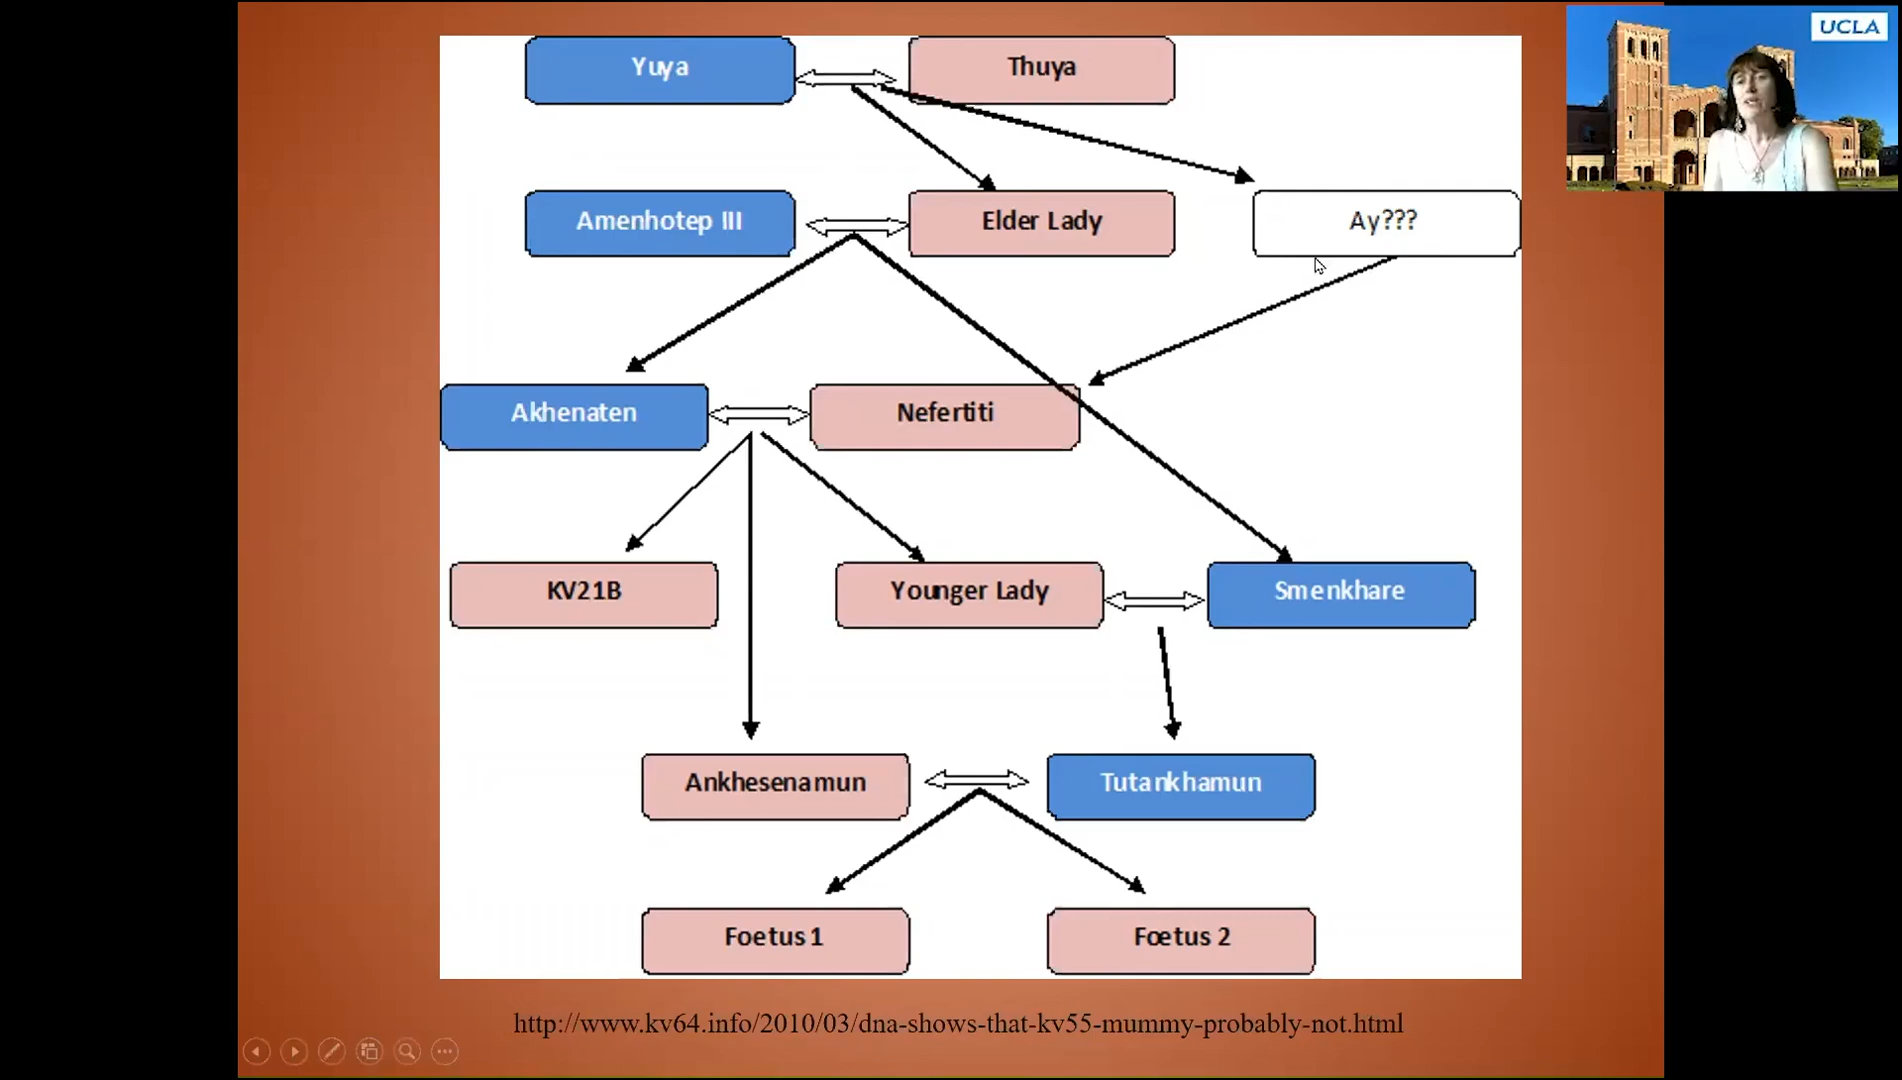 UCLA
Yuya
Thuya
Amenhotep III
Elder Lady
Ay???
Akhenaten
Nefertiti
KV21B
Younger Lady
Smenkhare
Ankhesenamun
Tutankhamun
Foetus 1
Foetus 2
http://www.kv64.info/2010/03/dna-shows-that-kv55-mummy-probably-not.html